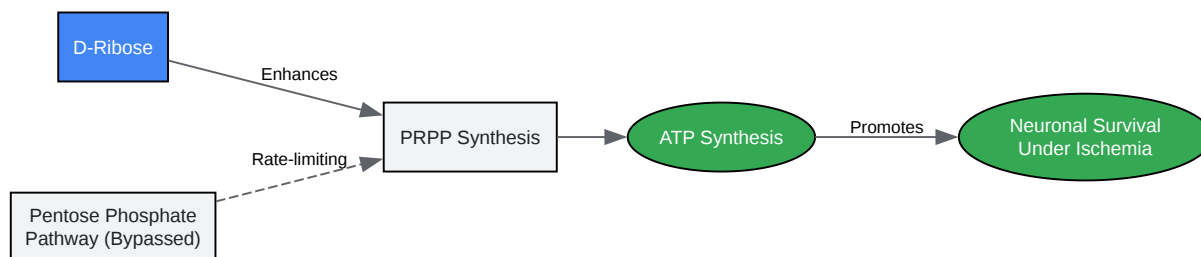 D-Ribose
Enhances
PRPP Synthesis
ATP Synthesis
Promotes
Neuronal Survival
Under Ischemia
Rate-limiting
Pentose Phosphate
Pathway (Bypassed)